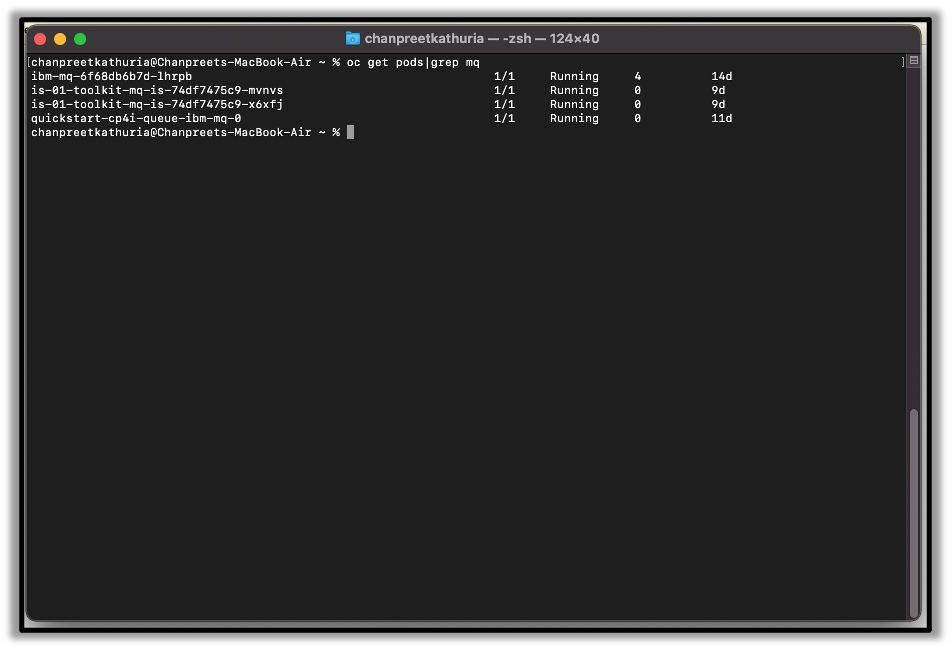 chanpreetkathuria — -zsh — 124×40
[chanpreetkathuria@Chanpreets-MacBook-Air ~ % oc get pods|grep mq ]
ibm-mq-6f68db6b7d-lhrpb 1/1 Running 4 14d
is-01-toolkit-mq-is-74df7475c9-mvnvs 1/1 Running 0 9d
is-01-toolkit-mq-is-74df7475c9-x6xfj 1/1 Running 0 9d
quickstart-cp4i-queue-ibm-mq-0 1/1 Running 0 11d
chanpreetkathuria@Chanpreets-MacBook-Air ~ %